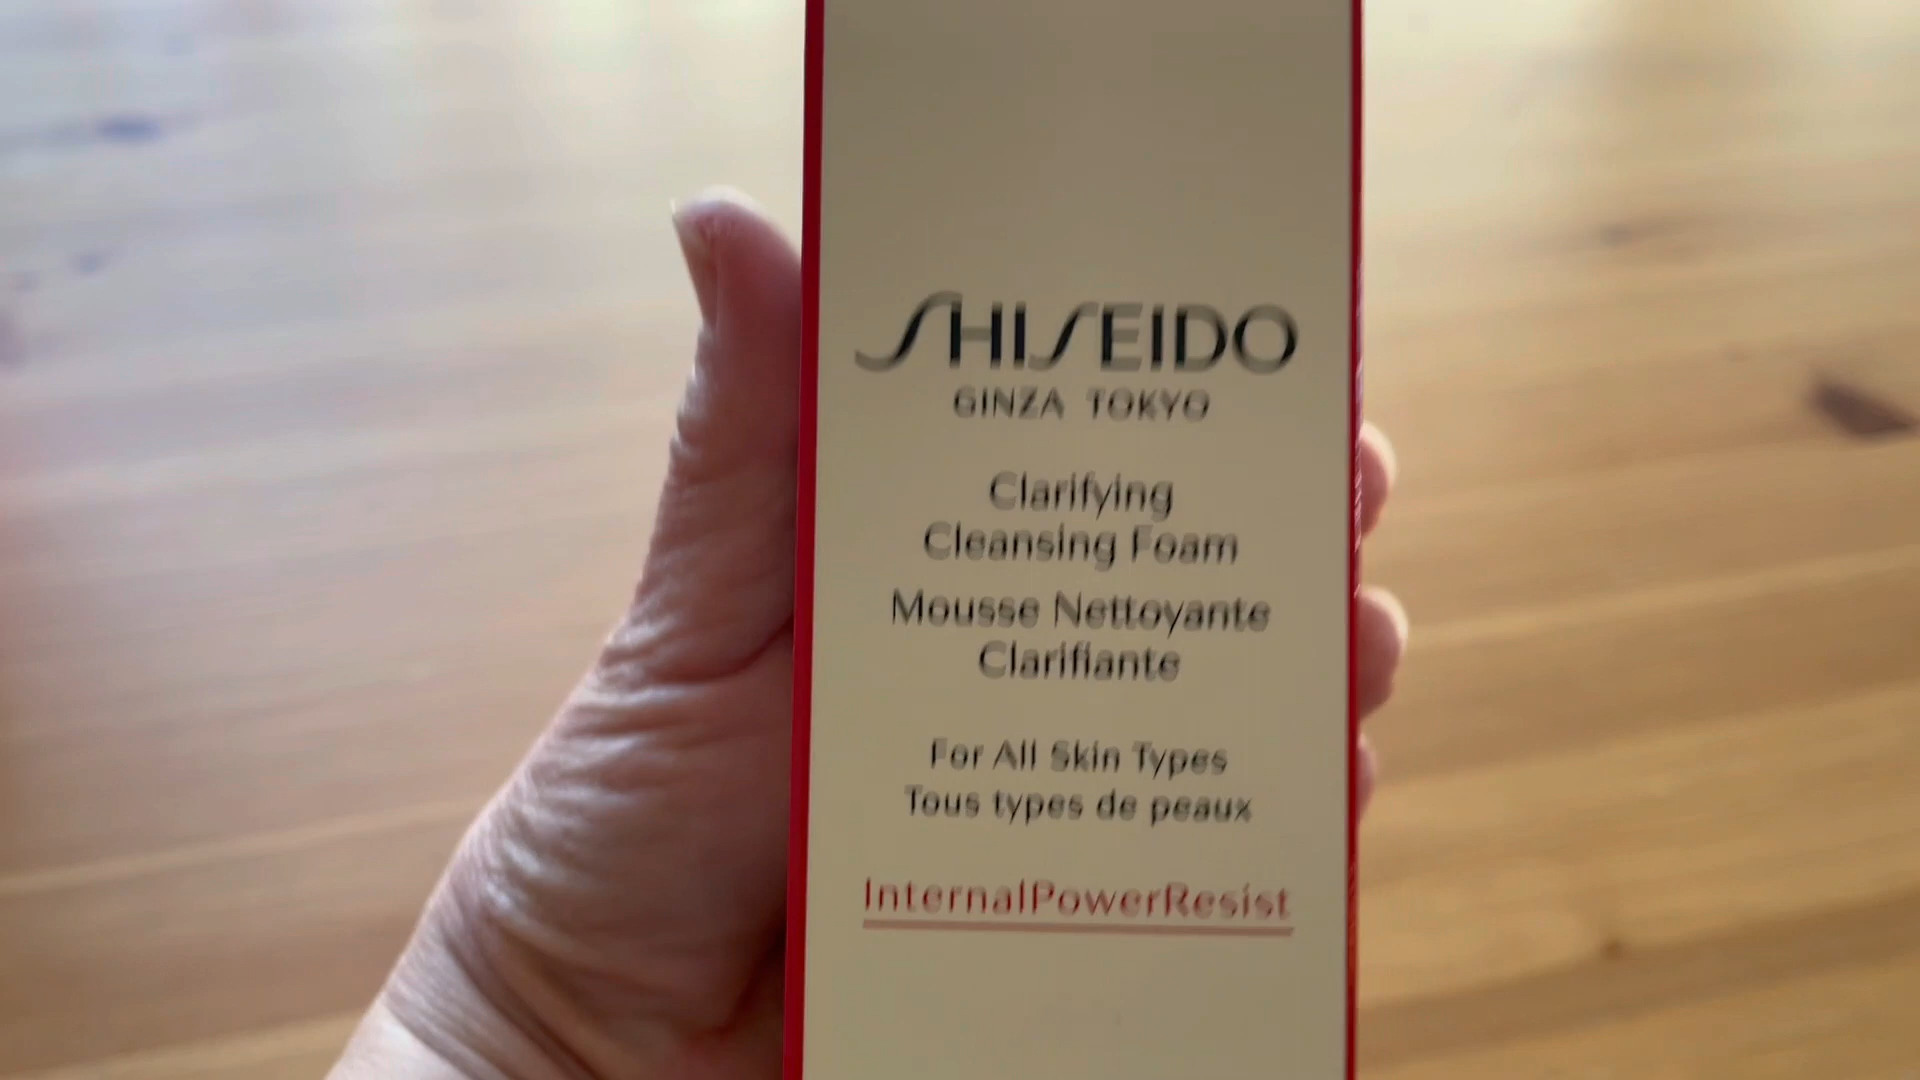 SHISEIDO
GINZA TOKYO
Clarifying
Cleansing Foam
Mousse Nettoyante
Clarifiante
For All Skin Types
Tous types de peaux
InternalPowerResist